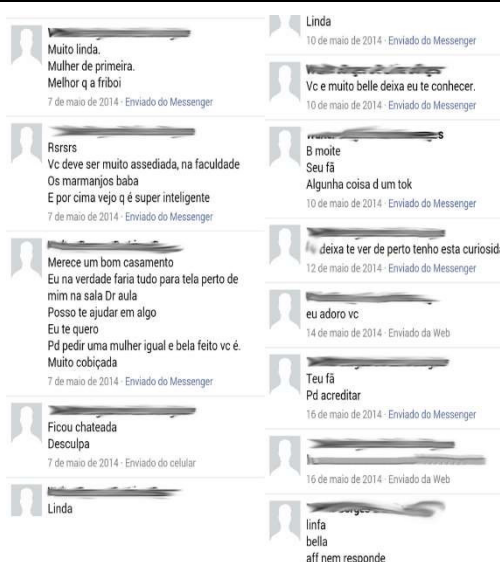 Muito linda.
Mulher de primeira.
Melhor q a friboi
7 de maio de 2014 · Enviado do Messenger
Rsrsrs
Vc deve ser muito assediada, na faculdade
Os marmanjos baba
E por cima vejo q é super inteligente
7 de maio de 2014 · Enviado do Messenger
Merece um bom casamento
Eu na verdade faria tudo para tela perto de
mim na sala Dr aula
Posso te ajudar em algo
Eu te quero
Pd pedir uma mulher igual e bela feito vc é.
Muito cobiçada
7 de maio de 2014 · Enviado do Messenger
Ficou chateada
Desculpa
7 de maio de 2014 · Enviado do celular
Linda
Linda
10 de maio de 2014 · Enviado do Messenger
Vc e muito belle deixa eu te conhecer.
10 de maio de 2014 · Enviado do Messenger
B moite
Seu fã
Algunha coisa d um tok
10 de maio de 2014 · Enviado do Messenger
deixa te ver de perto tenho esta curiosid
12 de maio de 2014 · Enviado do Messenger
eu adoro vc
14 de maio de 2014 · Enviado da Web
Teu fã
Pd acreditar
16 de maio de 2014 · Enviado do Messenger
16 de maio de 2014 · Enviado da Web
linfa
bella
aff nem responde